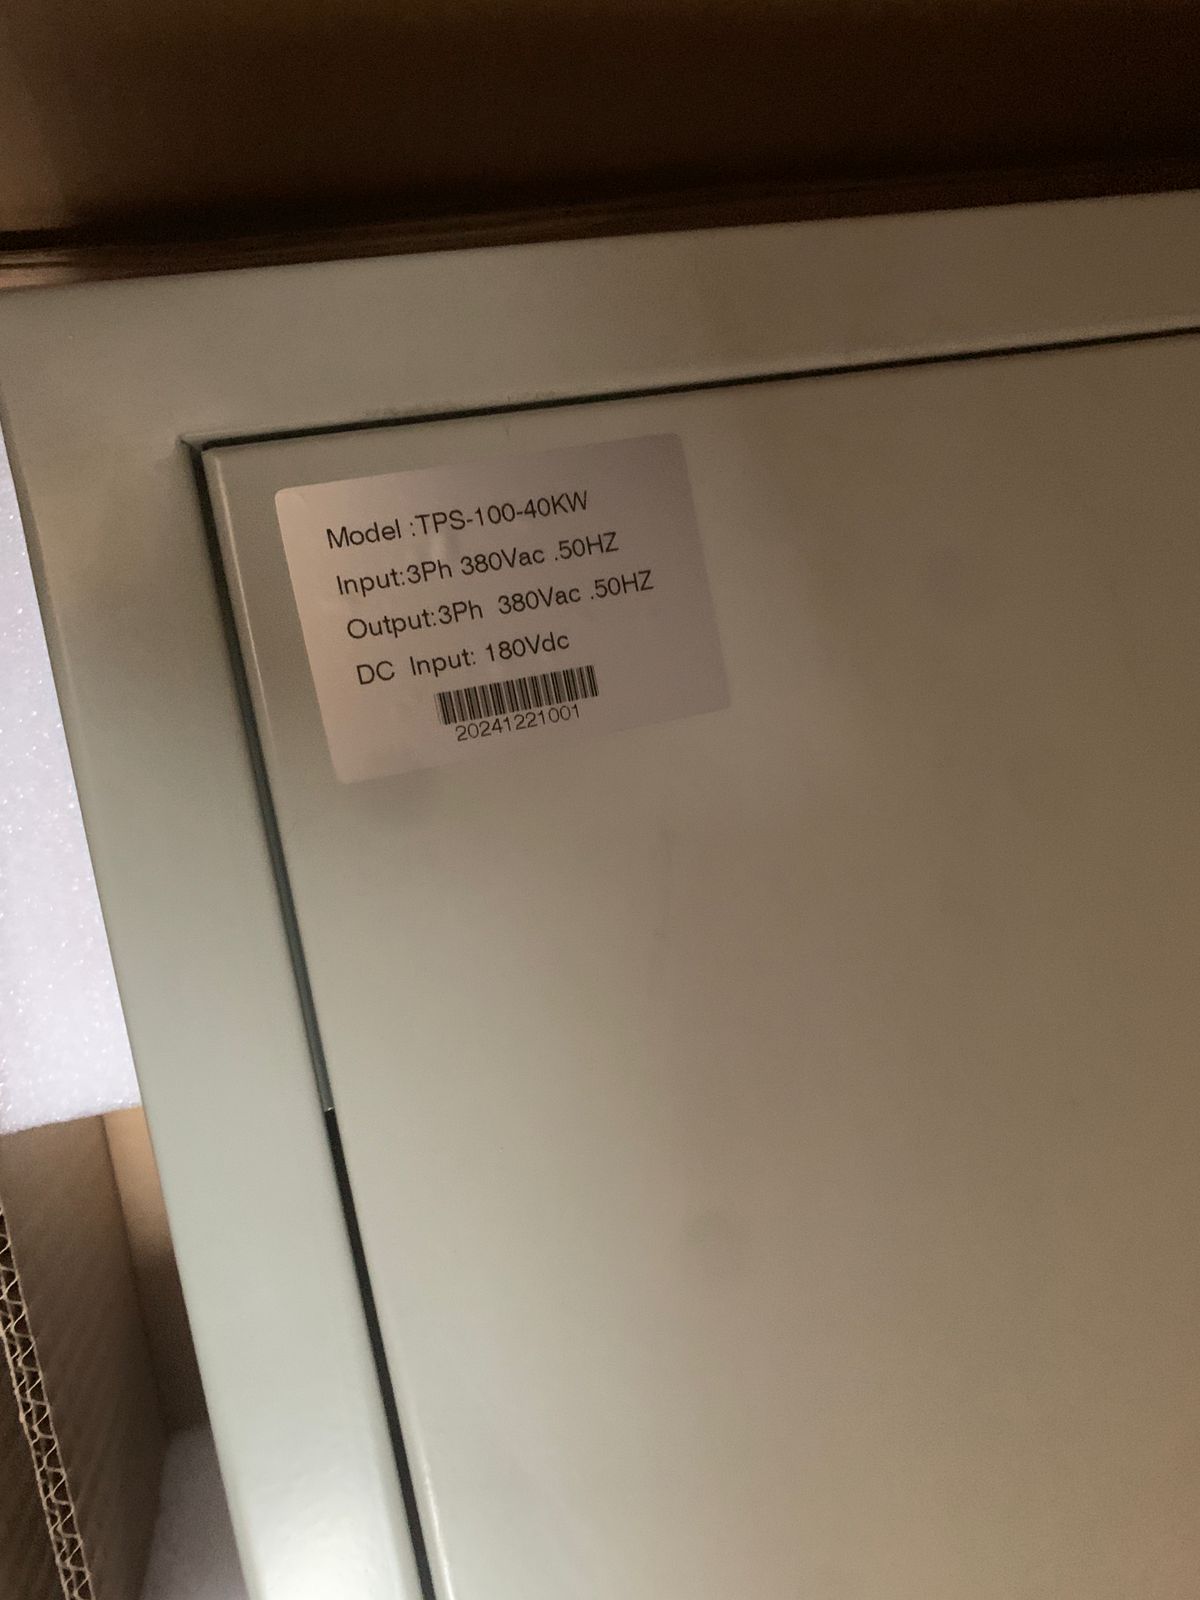 Model :TPS-100-40KW
Input:3Ph 380Vac .50HZ
Output:3Ph 380Vac .50HZ
DC Input: 180Vdc
20241221001